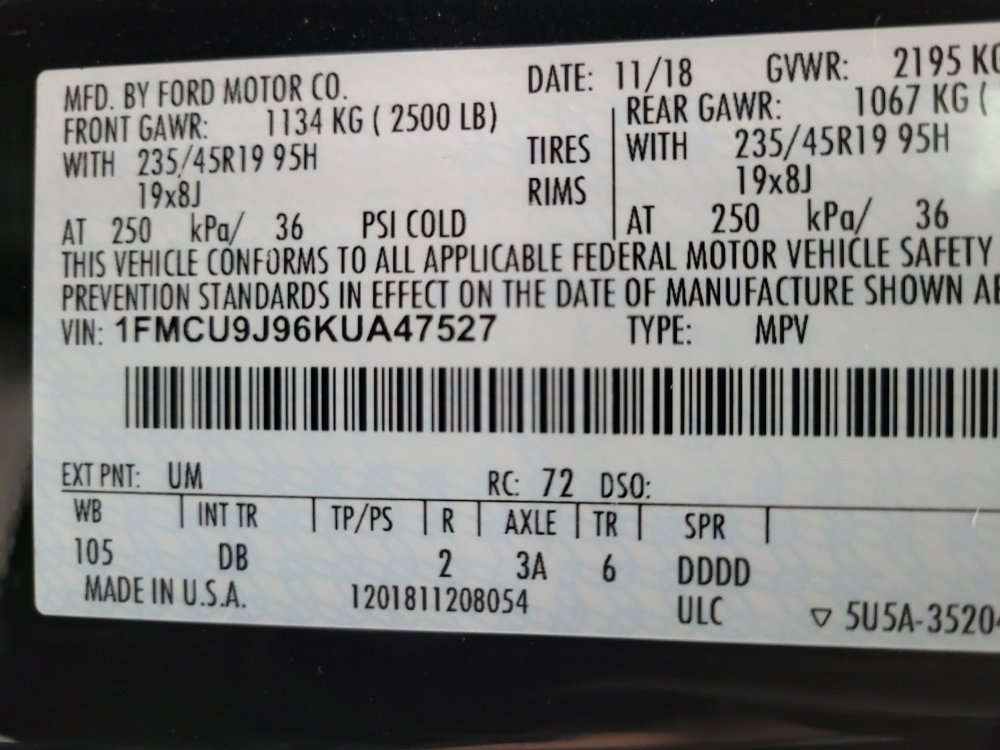 MFD. BY FORD MOTOR CO. DATE: 11/18 GVWR: 2195 KG
FRONT GAWR: 1134 KG ( 2500 LB) REAR GAWR: 1067 KG (
WITH 235/45R19 95H TIRES WITH 235/45R19 95H
19x8J RIMS 19x8J
AT 250 kPa/ 36 PSI COLD AT 250 kPa/ 36
THIS VEHICLE CONFORMS TO ALL APPLICABLE FEDERAL MOTOR VEHICLE SAFETY
PREVENTION STANDARDS IN EFFECT ON THE DATE OF MANUFACTURE SHOWN
VIN: 1FMCU9J96KUA47527 TYPE: MPV
EXT PNT: UM RC: 72 DSO:
WB INT TR TP/PS R AXLE TR SPR
105 DB 2 3A 6 DDDD
MADE IN U.S.A. 1201811208054 ULC ▽ 5U5A-35204